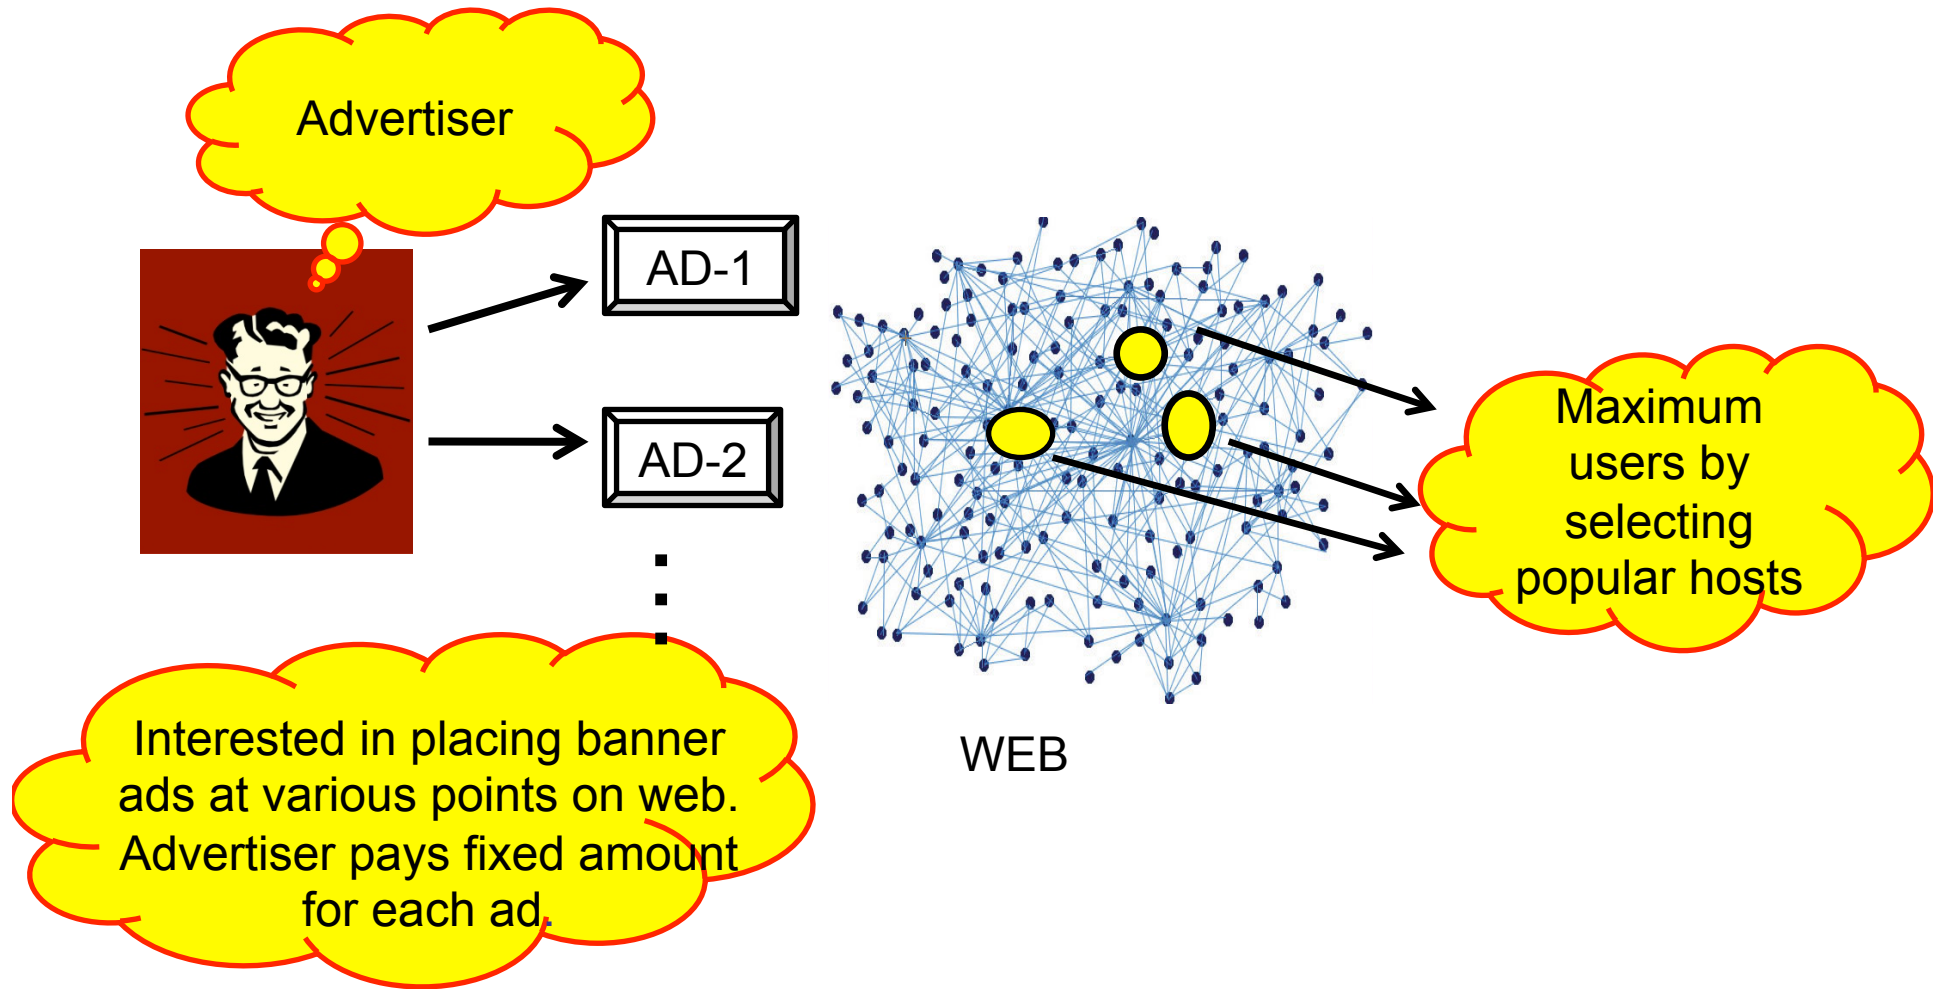 Advertiser
AD-1
AD-2
Maximum
users by
selecting
popular hosts
Interested in placing banner
ads at various points on web.
Advertiser pays fixed amount
for each ad.
WEB